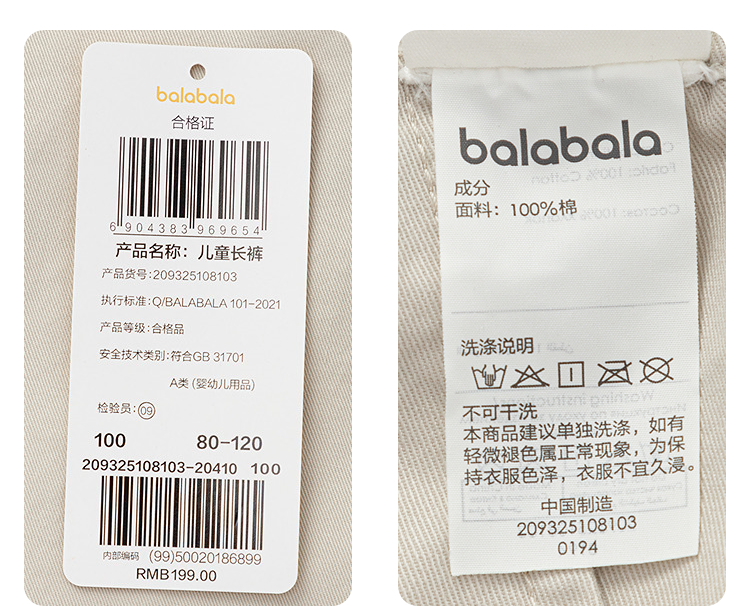 balabala
合格证
6 904383 969654
产品名称：儿童长裤
产品货号:209325108103
执行标准:Q/BALABALA 101-2021
产品等级:合格品
安全技术类别:符合GB 31701
A类 (婴幼儿用品)
检验员:09
100 80-120
209325108103-20410 100
内部编码 (99)50020186899
RMB199.00
balabala
成分
面料：100%棉
Fabric: 100% Cotton
洗涤说明
不可干洗
本商品建议单独洗涤，如有
轻微褪色属正常现象，为保
持衣服色泽，衣服不宜久浸。
Washing instructions
中国制造
209325108103
0194